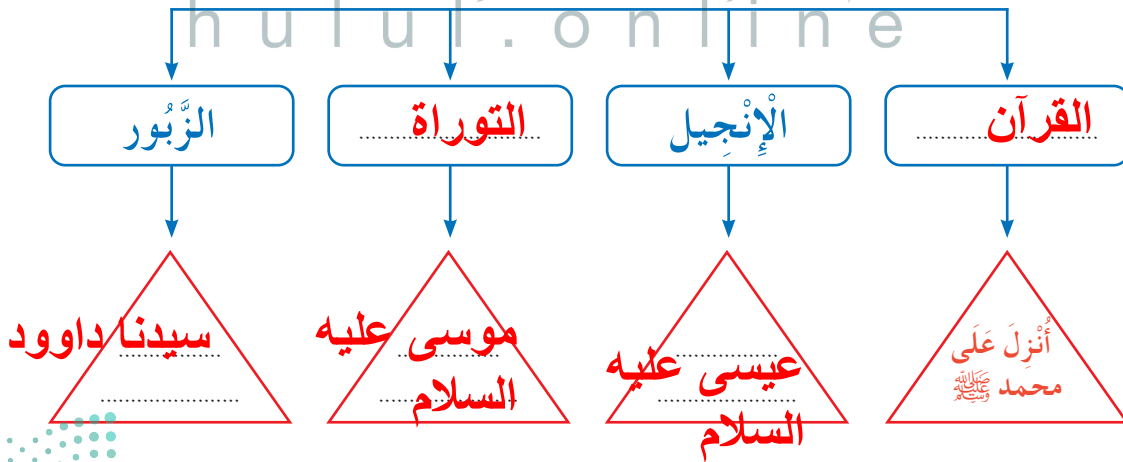 hulul.online
القرآن
الْإِنْجِيل
التوراة
الزَّبُور
أُنْزِلَ عَلَى
محمد ﷺ
عيسى عليه
السلام
موسى عليه
السلام
سيدنا داوود